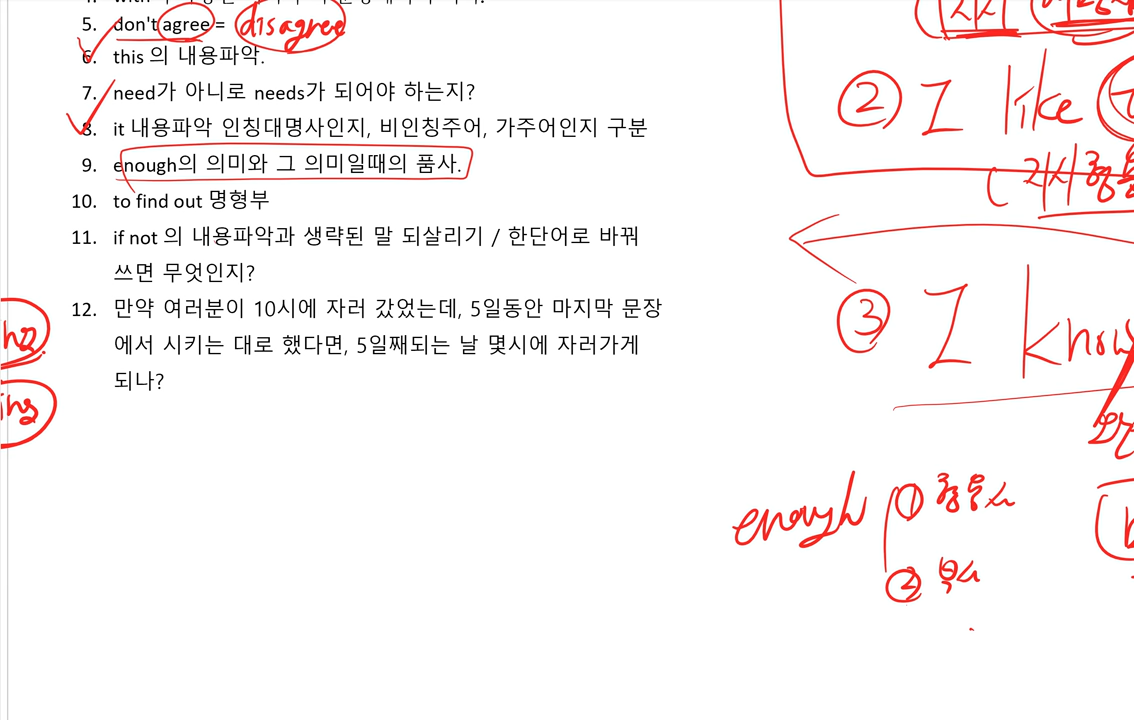 5. don't agree = disagree
6. this 의 내용파악.
7. need가 아니로 needs가 되어야 하는지?
8. it 내용파악 인칭대명사인지, 비인칭주어, 가주어인지 구분
9. enough의 의미와 그 의미일때의 품사.
10. to find out 명형부
11. if not 의 내용파악과 생략된 말 되살리기 / 한단어로 바꿔
쓰면 무엇인지?
12. 만약 여러분이 10시에 자러 갔었는데, 5일동안 마지막 문장
에서 시키는 대로 했다면, 5일째되는 날 몇시에 자러가게
되나?
② I like
지시형용
③ I know
enough ① 형용사
② 부사